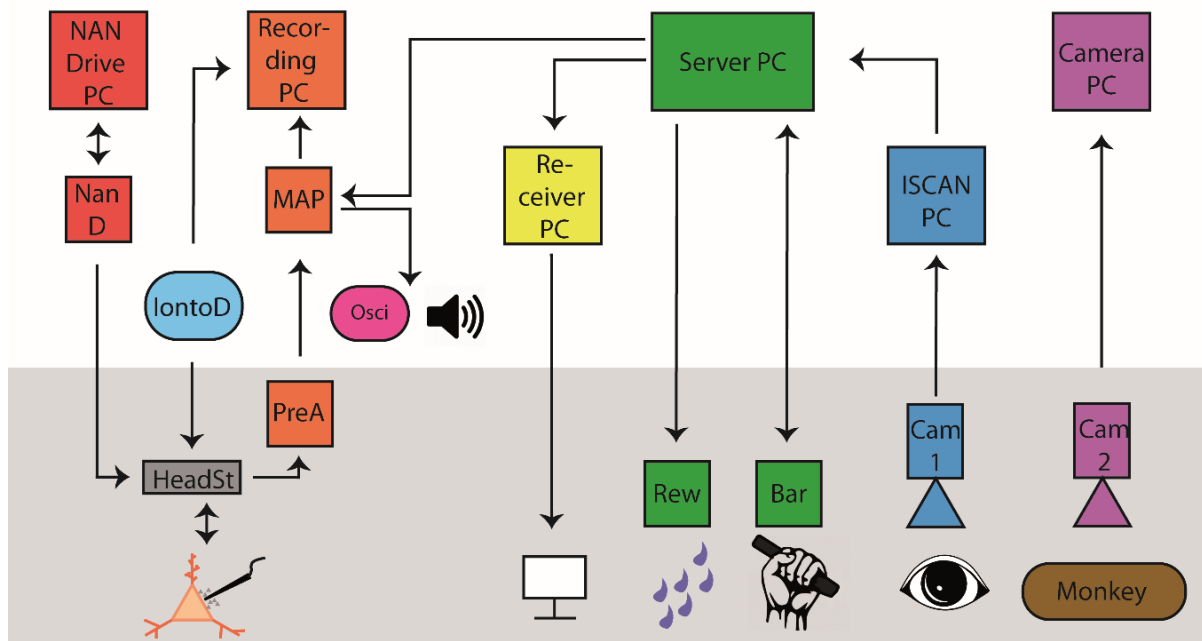 NAN
Drive
PC
Recor-
ding
PC
Server PC
Camera
PC
Nan
D
MAP
Re-
ceiver
PC
ISCAN
PC
IontoD
Osci
PreA
HeadSt
Rew
Bar
Cam
1
Cam
2
Monkey